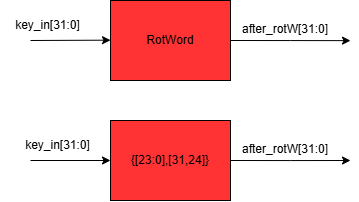 key_in[31:0]
RotWord
after_rotW[31:0]
key_in[31:0]
{[23:0],[31,24]}
after_rotW[31:0]